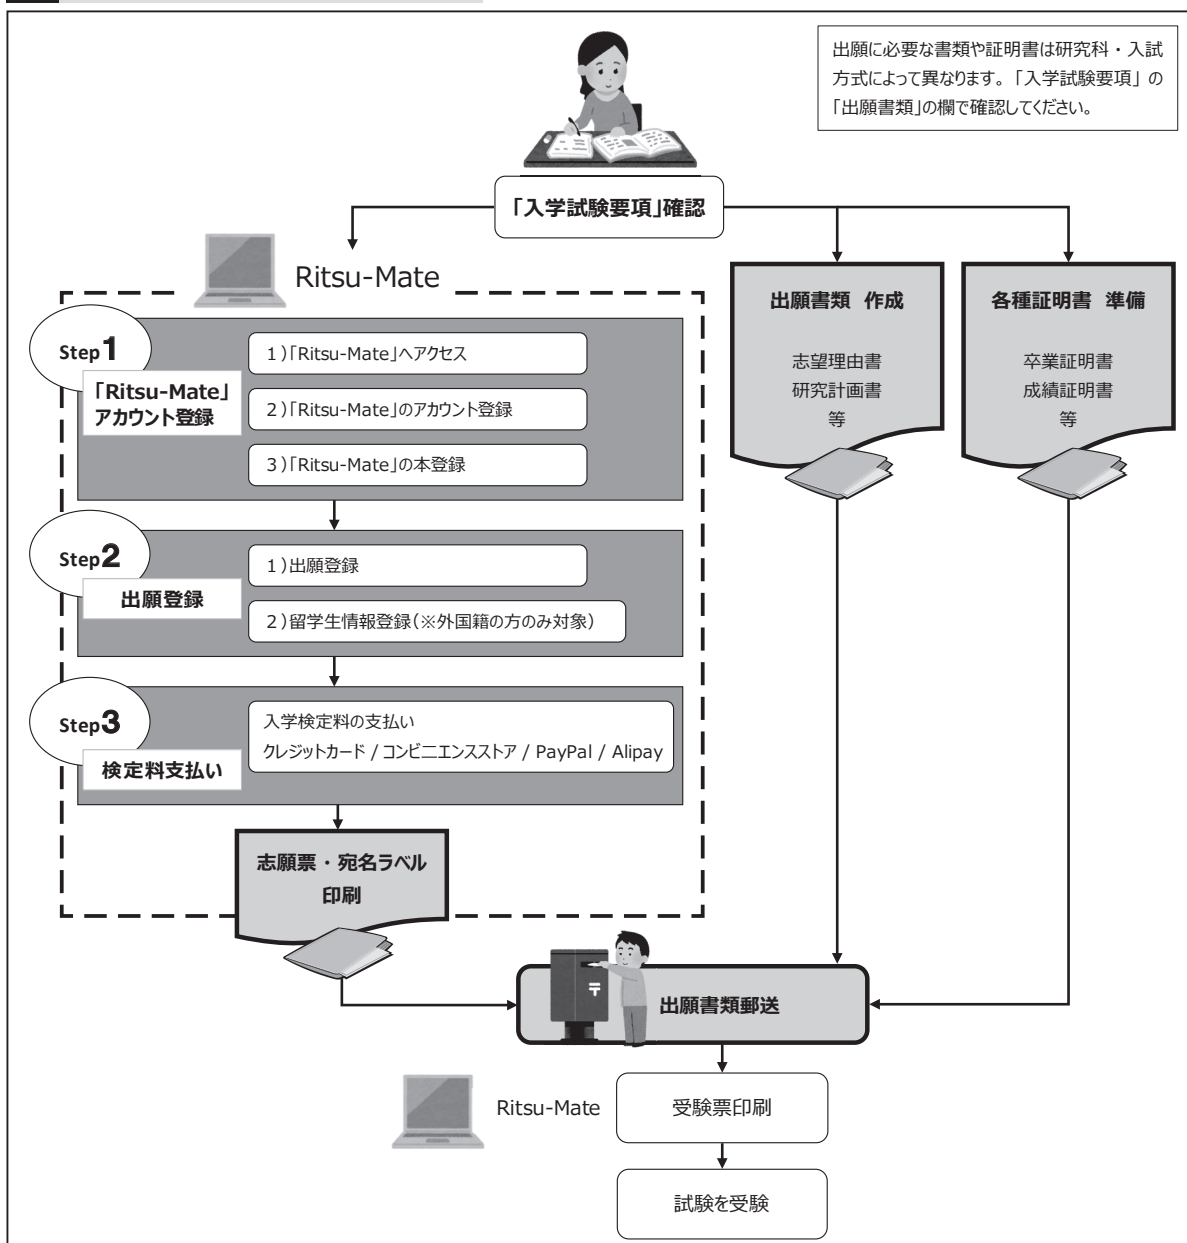 出願に必要な書類や証明書は研究科・入試
方式によって異なります。「入学試験要項」の
「出願書類」の欄で確認してください。
「入学試験要項」確認
Ritsu-Mate
Step1
「Ritsu-Mate」
アカウント登録
1)「Ritsu-Mate」へアクセス
2)「Ritsu-Mate」のアカウント登録
3)「Ritsu-Mate」の本登録
Step2
出願登録
1)出願登録
2)留学生情報登録(※外国籍の方のみ対象)
Step3
検定料支払い
入学検定料の支払い
クレジットカード / コンビニエンスストア / PayPal / Alipay
志願票・宛名ラベル
印刷
出願書類 作成
志望理由書
研究計画書
等
各種証明書 準備
卒業証明書
成績証明書
等
〒
出願書類郵送
Ritsu-Mate
受験票印刷
試験を受験